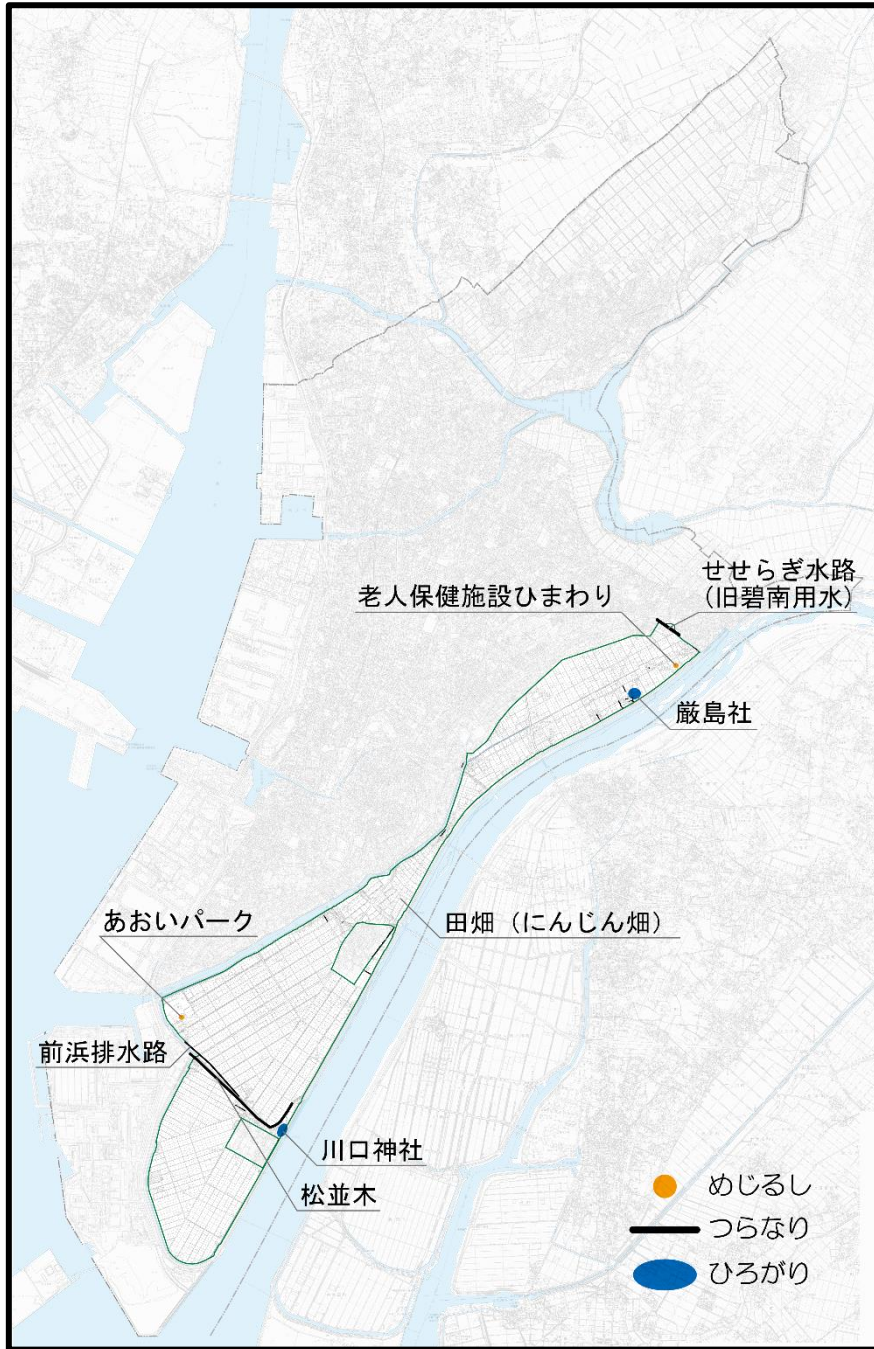 せせらぎ水路
(旧碧南用水)
老人保健施設ひまわり
厳島社
田畑（にんじん畑）
あおいパーク
前浜排水路
川口神社
松並木
めじるし
つらなり
ひろがり